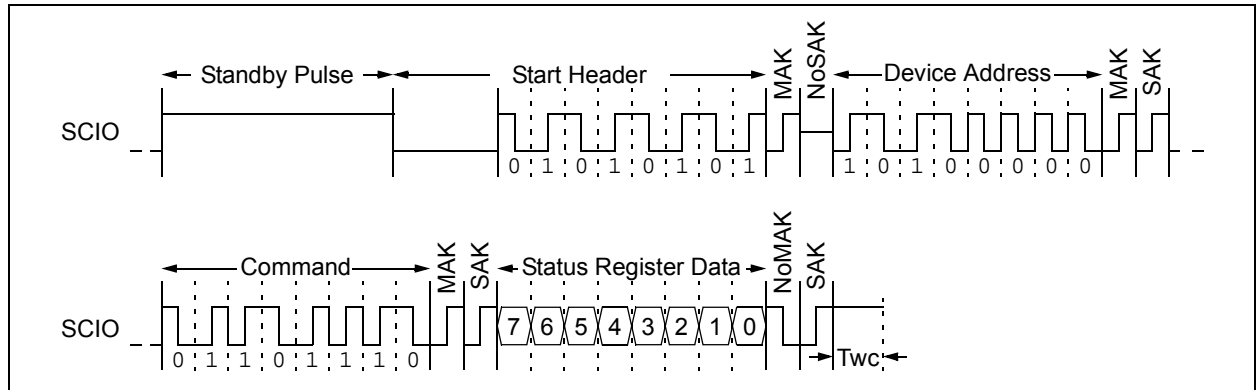 Standby Pulse
Start Header
MAK
NoSAK
Device Address
MAK
SAK
SCIO
0 1 0 1 0 1 0 1
1 0 1 0 0 0 0 0
Command
MAK
SAK
Status Register Data
NoMAK
SAK
SCIO
7 6 5 4 3 2 1 0
0 1 1 0 1 1 1 0
Twc